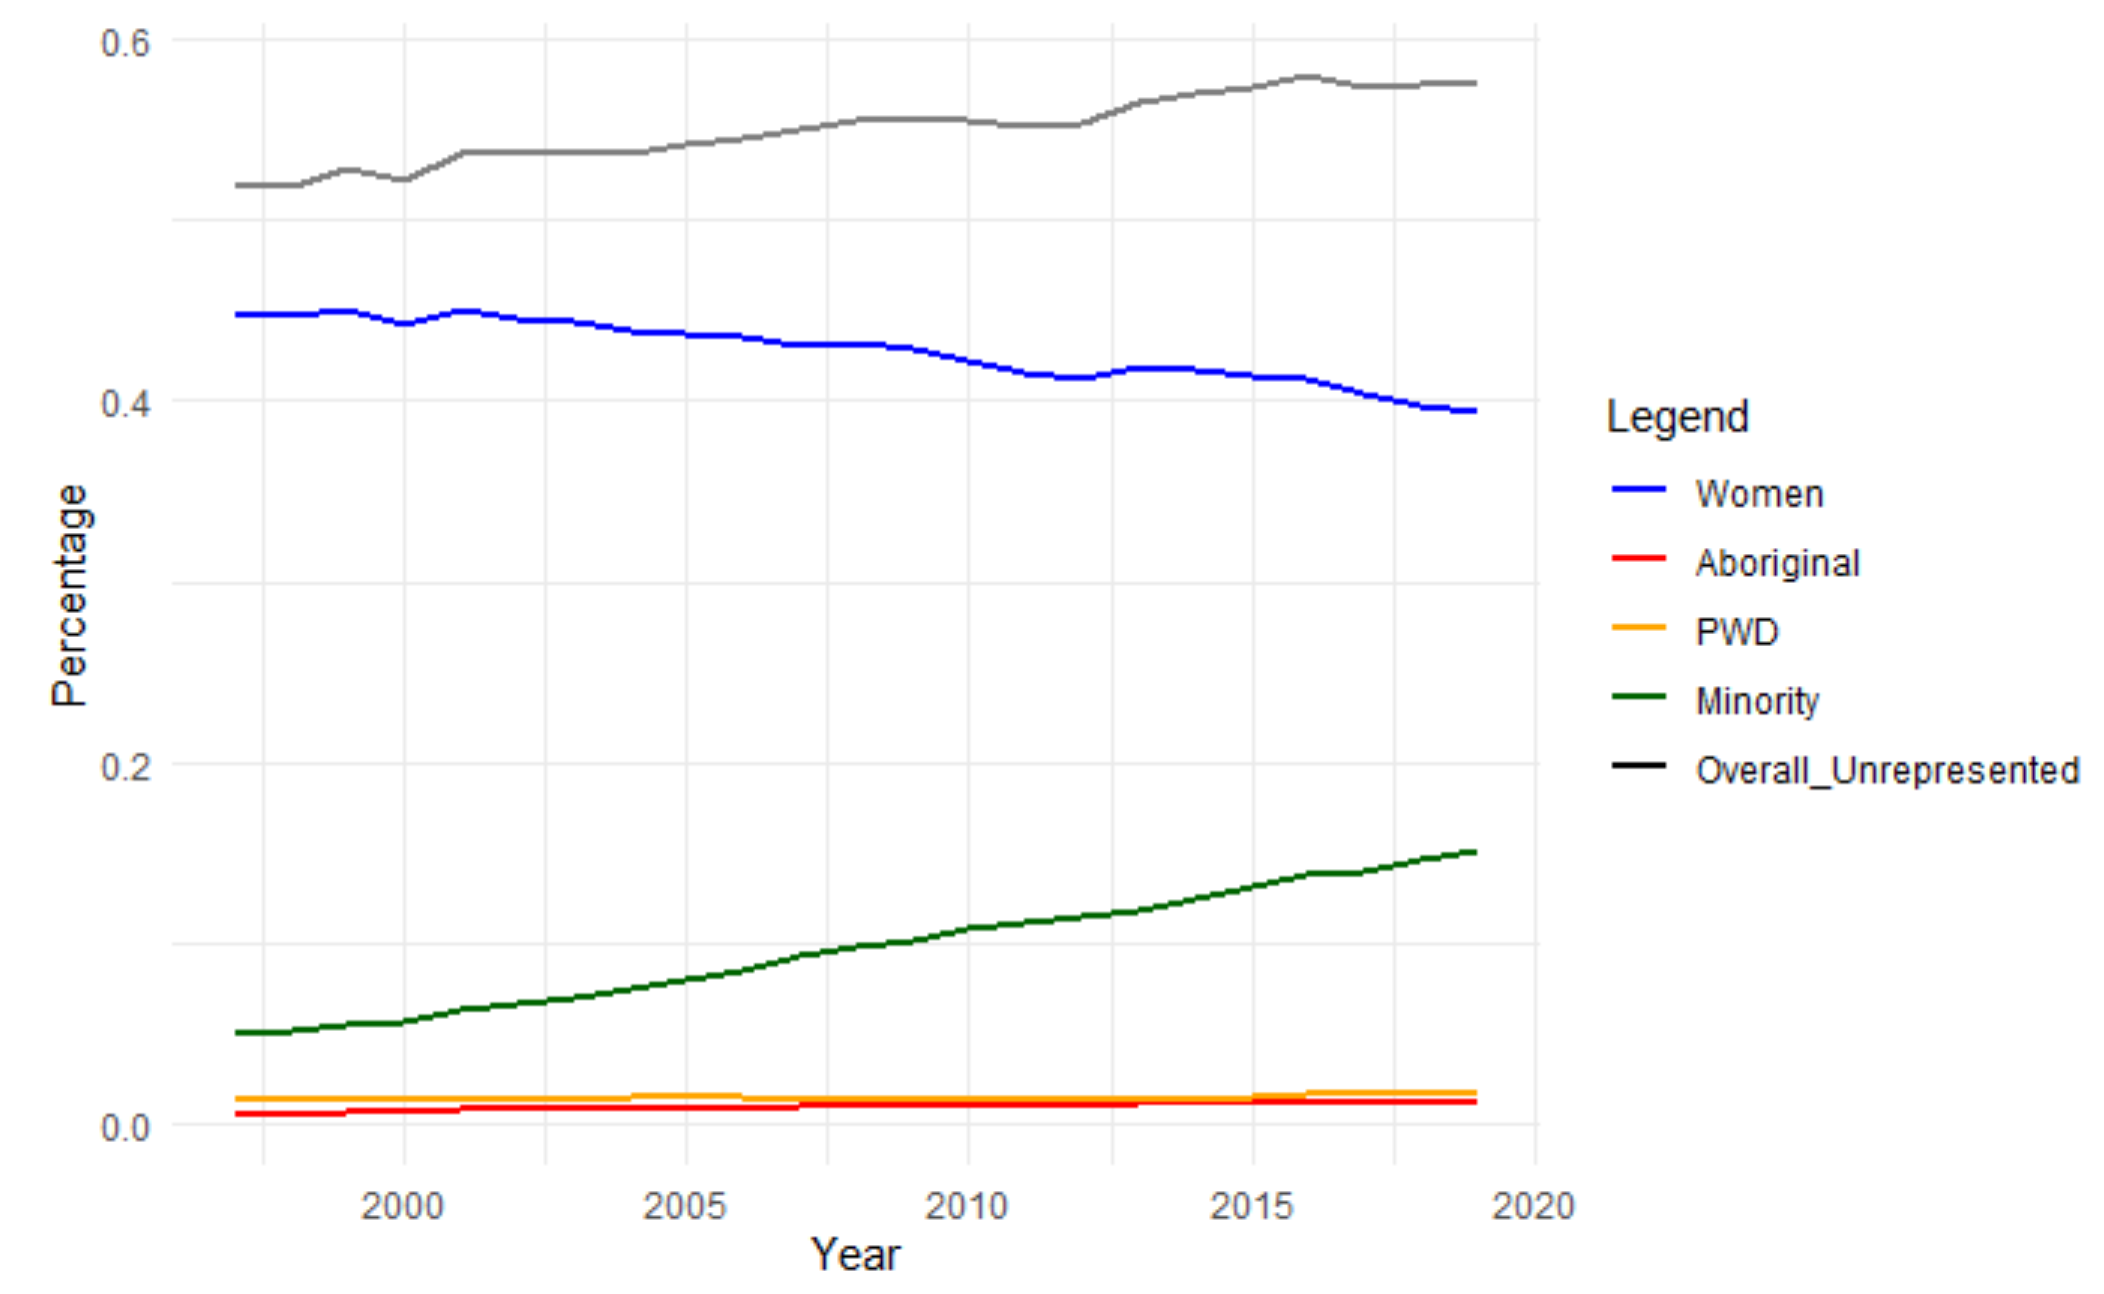 0.6
0.4
0.2
0.0
Percentage
2000 2005 2010 2015 2020
Year
Legend
Women
Aboriginal
PWD
Minority
Overall_Unrepresented